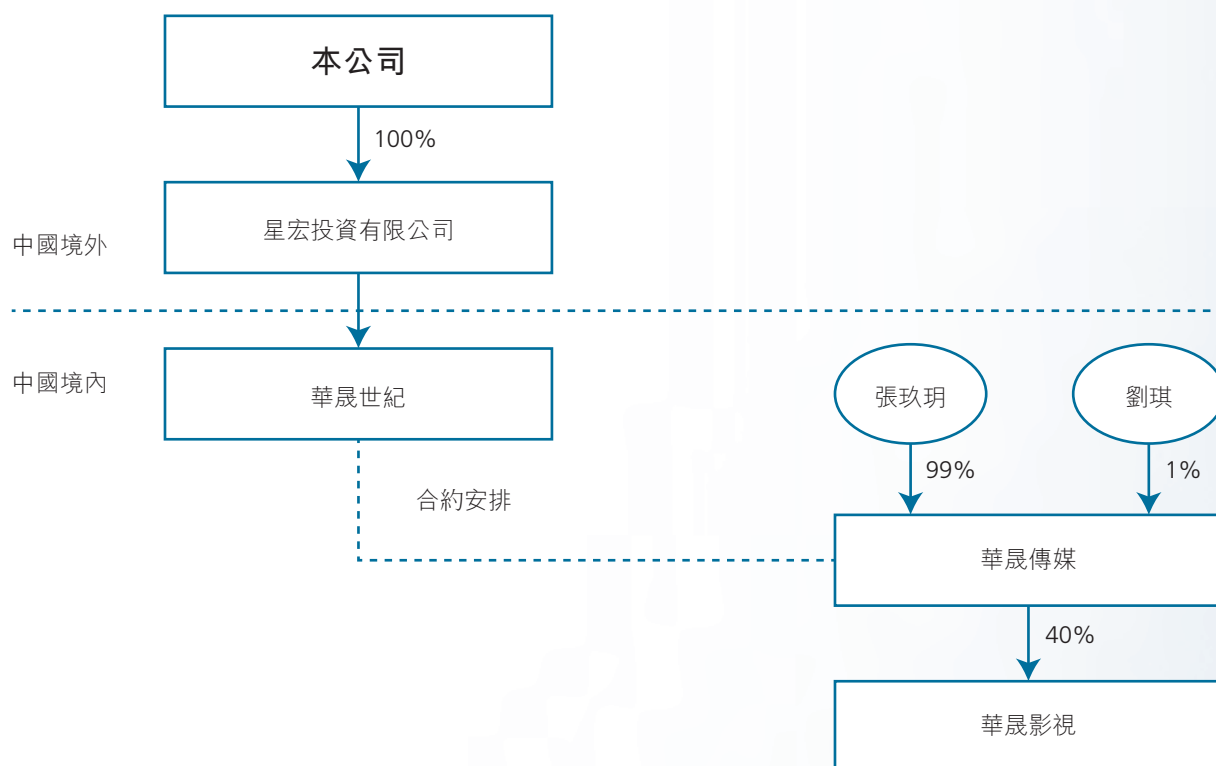 本公司
100%
星宏投資有限公司
中國境外
中國境內
華晟世紀
張玖玥
劉琪
99%
1%
合約安排
華晟傳媒
40%
華晟影視